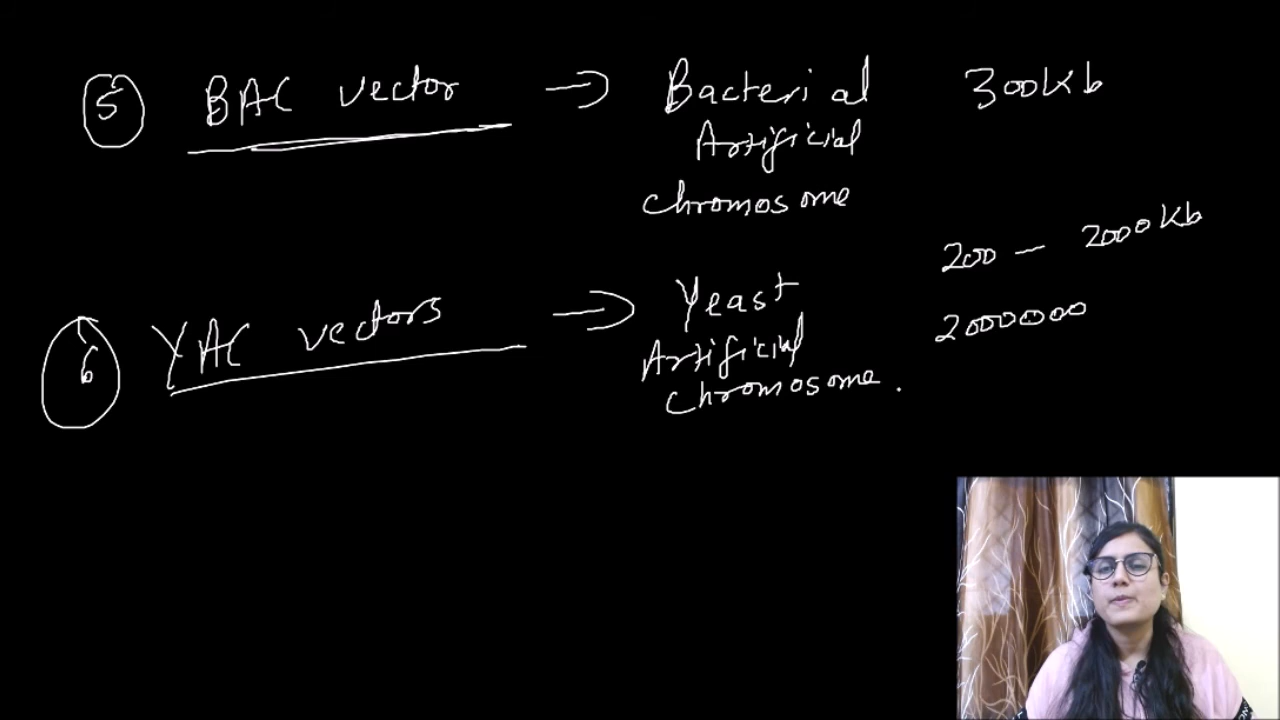 5 BAC vector → Bacterial 300Kb
Artificial
chromosome
200 - 2000Kb
6 YAC vectors → Yeast
2000000
Artificial
chromosome.